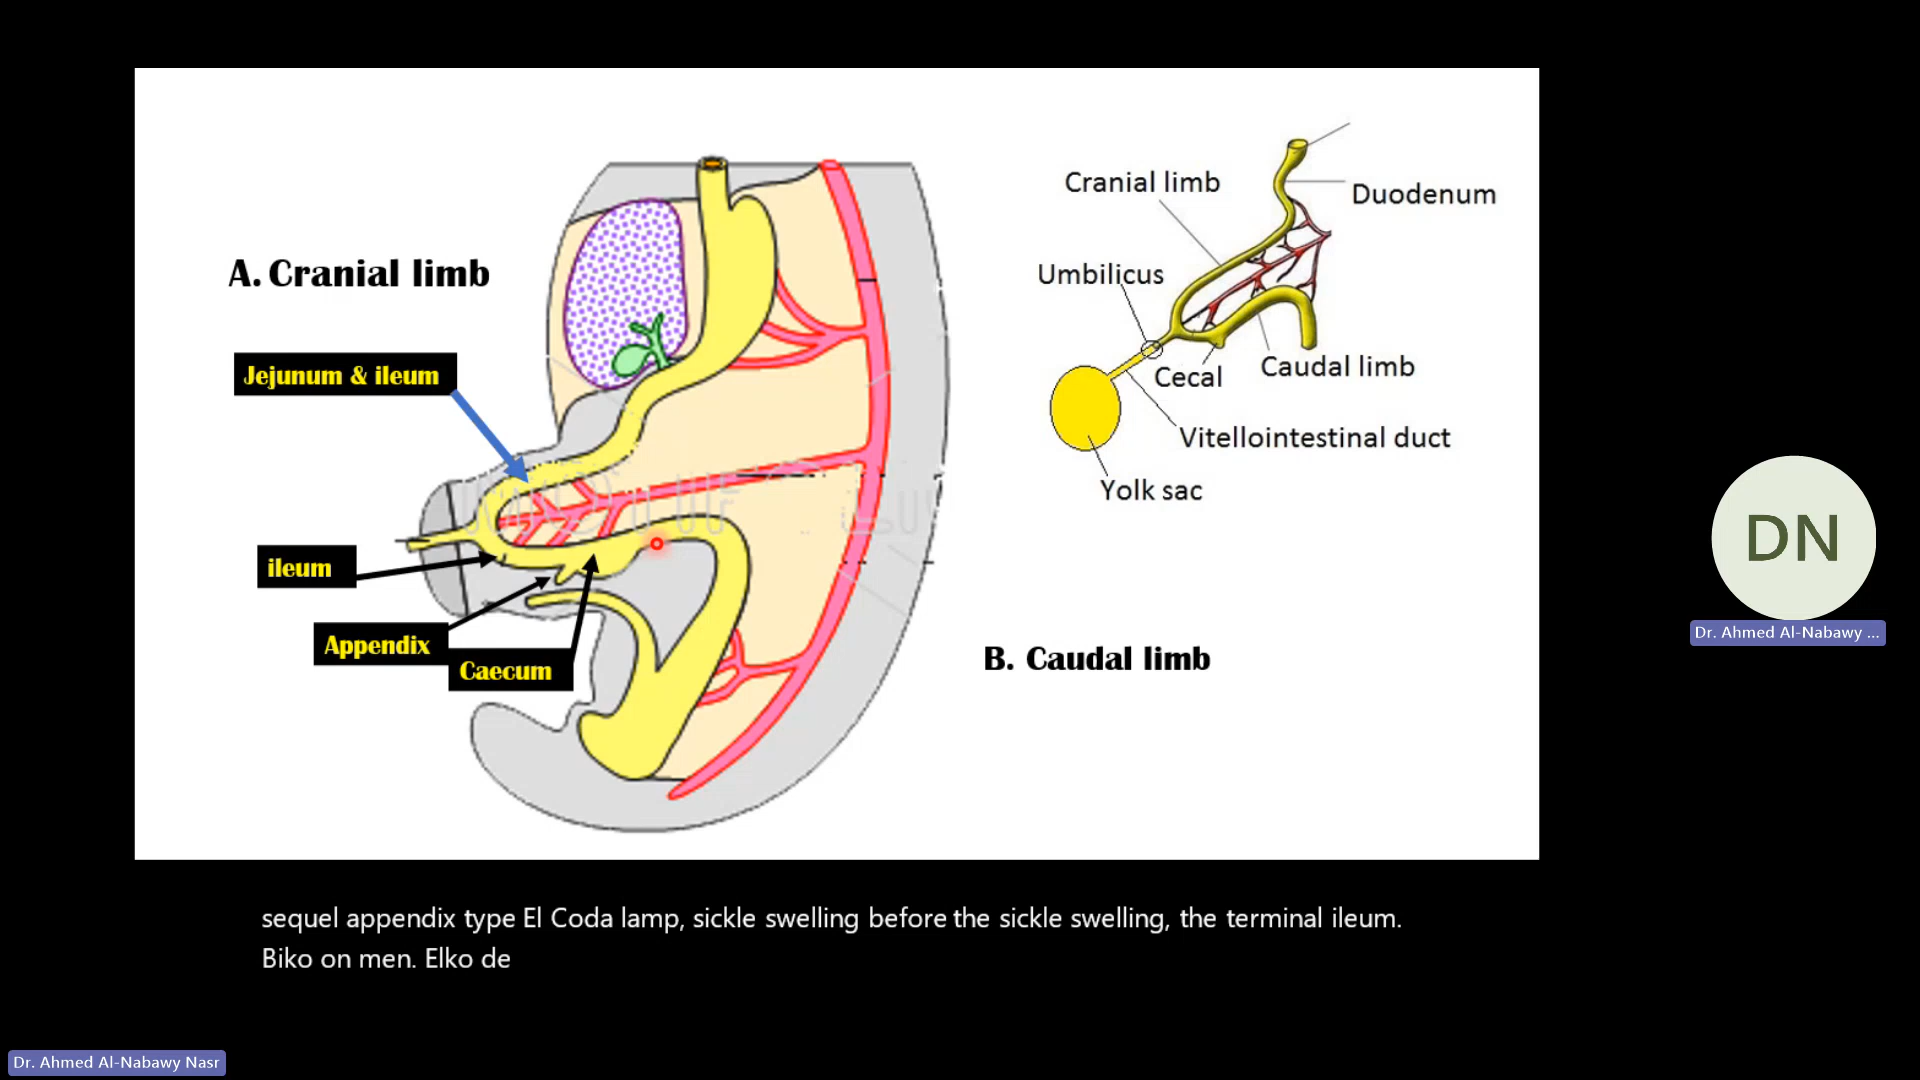 A. Cranial limb
Jejunum & ileum
ileum
Appendix
Caecum
Cranial limb
Duodenum
Umbilicus
Cecal
Caudal limb
Vitellointestinal duct
Yolk sac
B. Caudal limb
DN
Dr. Ahmed Al-Nabawy ...
sequel appendix type El Coda lamp, sickle swelling before the sickle swelling, the terminal ileum.
Biko on men. Elko de
Dr. Ahmed Al-Nabawy Nasr